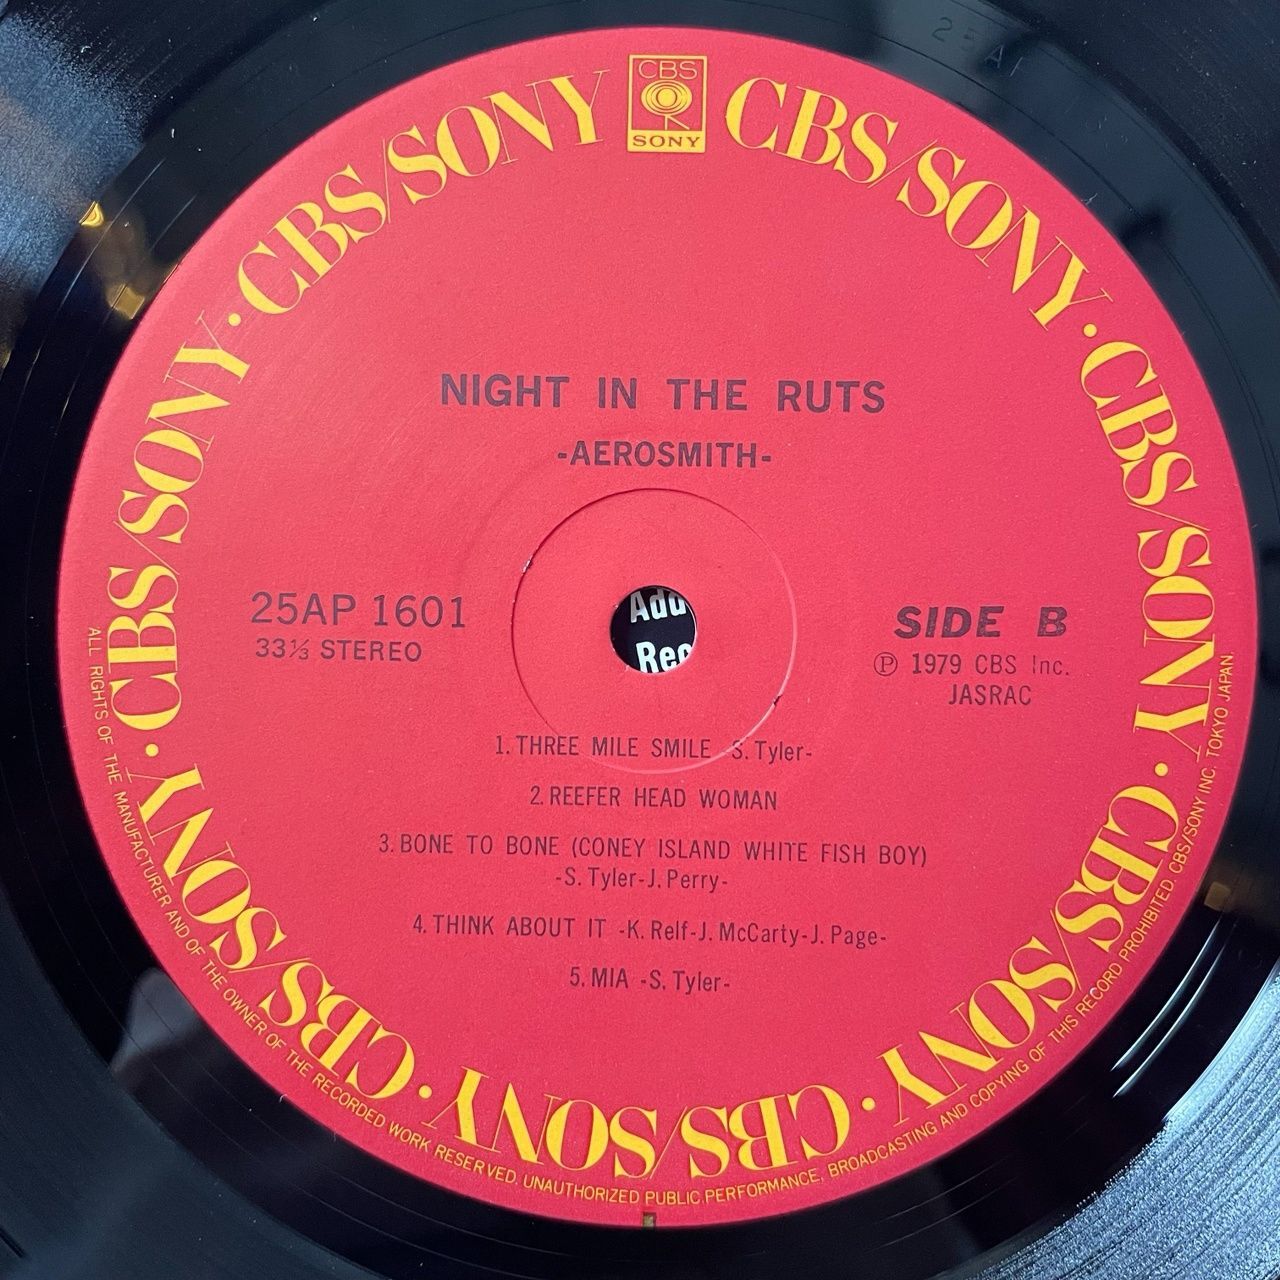 CBS
SONY
CBS/SONY · CBS/SONY · CBS/SONY · CBS/SONY · CBS/SONY · CBS/SONY · CBS/SONY · CBS/SONY
25AP
NIGHT IN THE RUTS
-AEROSMITH-
25AP 1601
33⅓ STEREO
Add
Rec
SIDE B
Ⓟ 1979 CBS Inc.
JASRAC
1. THREE MILE SMILE -S. Tyler-
2. REEFER HEAD WOMAN
3. BONE TO BONE (CONEY ISLAND WHITE FISH BOY)
-S. Tyler-J. Perry-
4. THINK ABOUT IT -K. Relf-J. McCarty-J. Page-
5. MIA -S. Tyler-
ALL RIGHTS OF THE MANUFACTURER AND OF THE OWNER OF THE RECORDED WORK RESERVED. UNAUTHORIZED PUBLIC PERFORMANCE, BROADCASTING AND COPYING OF THIS RECORD PROHIBITED. CBS/SONY INC. TOKYO JAPAN.